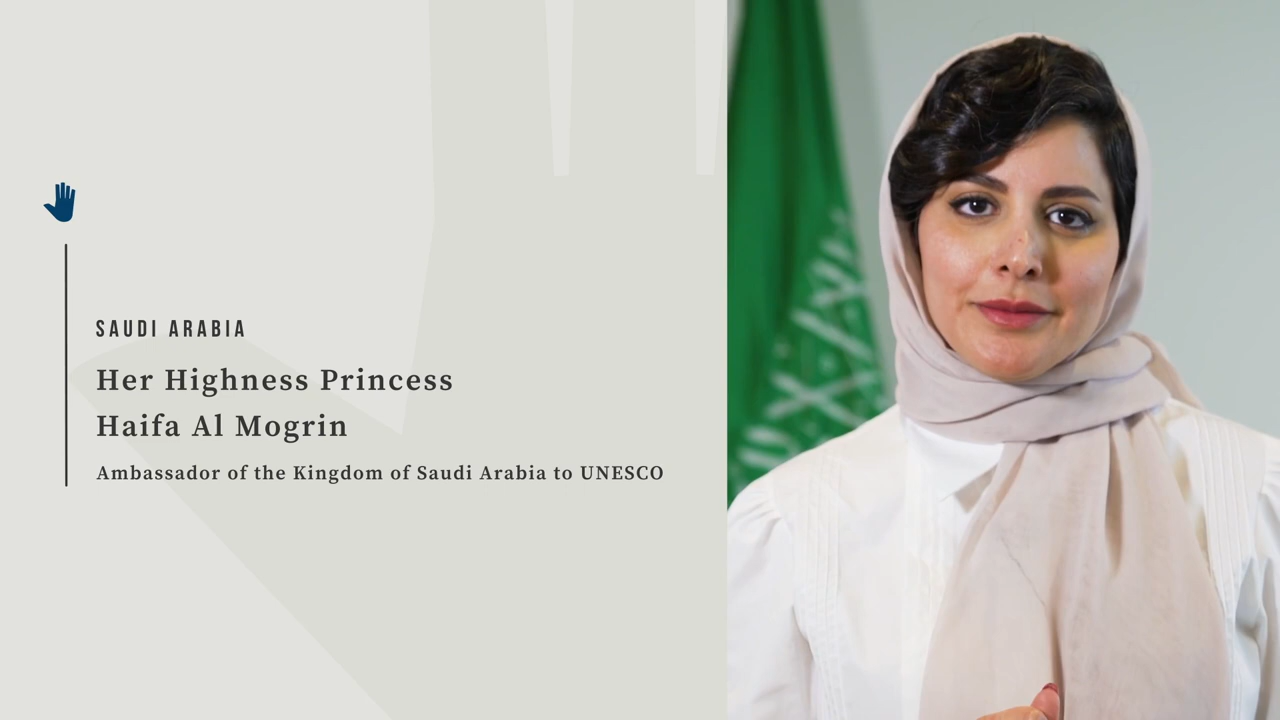 SAUDI ARABIA
Her Highness Princess
Haifa Al Mogrin
Ambassador of the Kingdom of Saudi Arabia to UNESCO